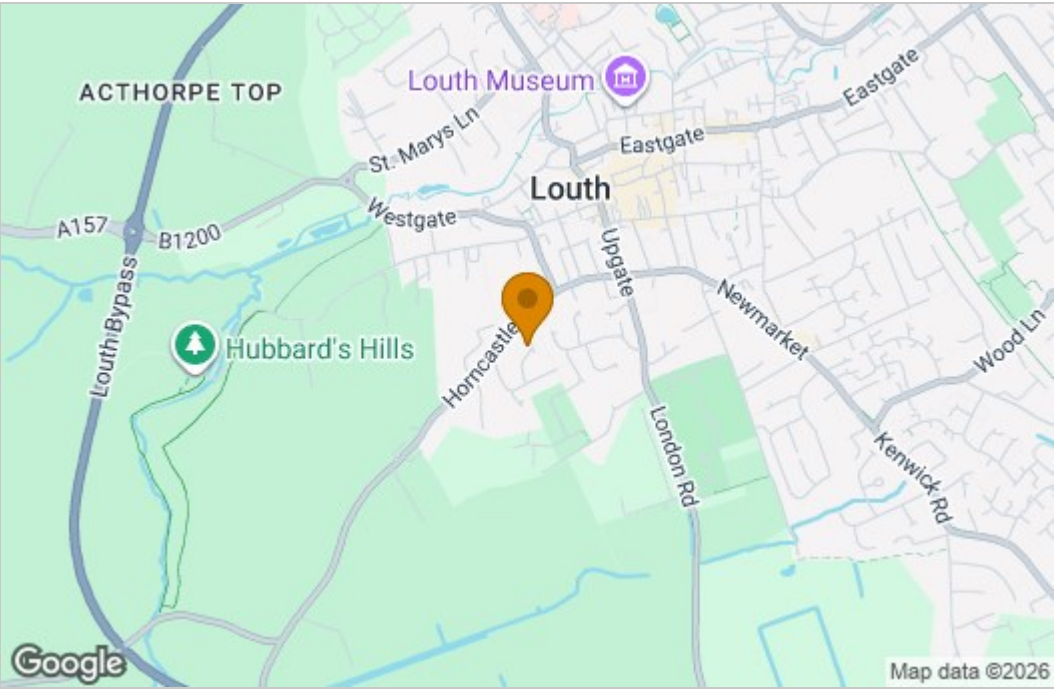 ACTHORPE TOP
Louth Museum
Eastgate
St. Marys Ln
Eastgate
Louth
Westgate
A157
B1200
Upgate
Louth Bypass
Newmarket
Hubbard's Hills
Horncastle
Wood Ln
London Rd
Kenwick Rd
Google
Map data ©2026